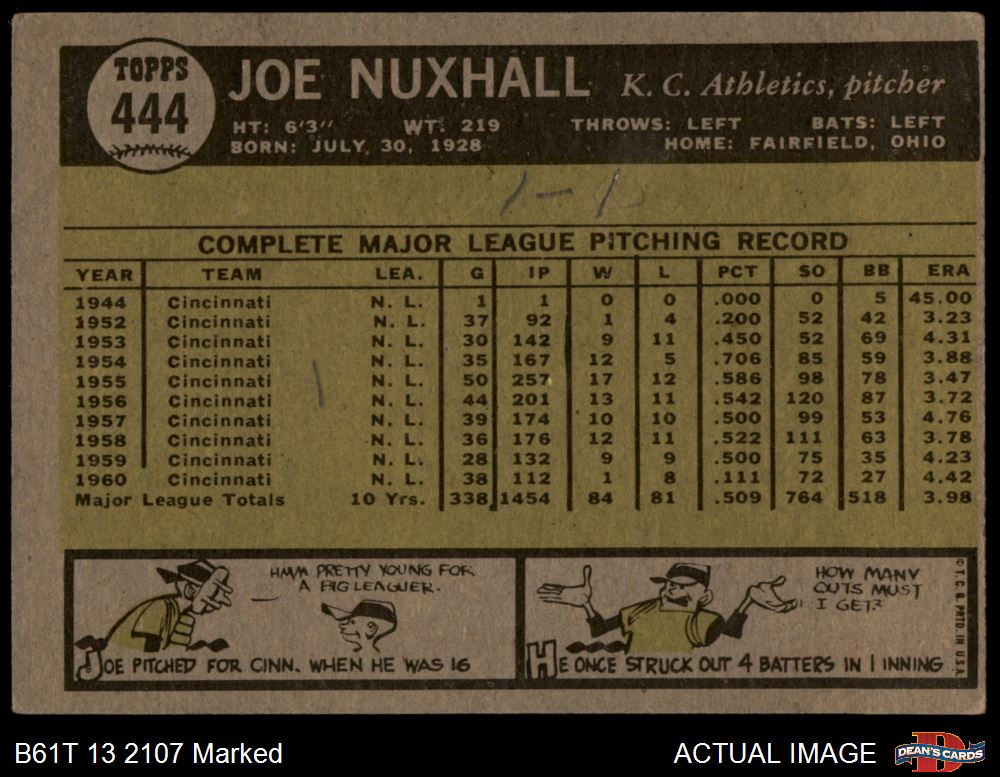 TOPPS
444
JOE NUXHALL K. C. Athletics, pitcher
HT: 6'3" WT: 219 THROWS: LEFT BATS: LEFT
BORN: JULY, 30, 1928 HOME: FAIRFIELD, OHIO
COMPLETE MAJOR LEAGUE PITCHING RECORD
YEAR TEAM LEA. G IP W L PCT SO BB ERA
1944 Cincinnati N. L. 1 1 0 0 .000 0 5 45.00
1952 Cincinnati N. L. 37 92 1 4 .200 52 42 3.23
1953 Cincinnati N. L. 30 142 9 11 .450 52 69 4.31
1954 Cincinnati N. L. 35 167 12 5 .706 85 59 3.88
1955 Cincinnati N. L. 50 257 17 12 .586 98 78 3.47
1956 Cincinnati N. L. 44 201 13 11 .542 120 87 3.72
1957 Cincinnati N. L. 39 174 10 10 .500 99 53 4.76
1958 Cincinnati N. L. 36 176 12 11 .522 111 63 3.78
1959 Cincinnati N. L. 28 132 9 9 .500 75 35 4.23
1960 Cincinnati N. L. 38 112 1 8 .111 72 27 4.42
Major League Totals 10 Yrs. 338 1454 84 81 .509 764 518 3.98
HMM PRETTY YOUNG FOR
A BIG LEAGUER.
JOE PITCHED FOR CINN. WHEN HE WAS 16
HOW MANY
OUTS MUST
I GET?
HE ONCE STRUCK OUT 4 BATTERS IN 1 INNING
© T.C.G. PRTD. IN U.S.A.
B61T 13 2107 Marked ACTUAL IMAGE
DEAN'S CARDS